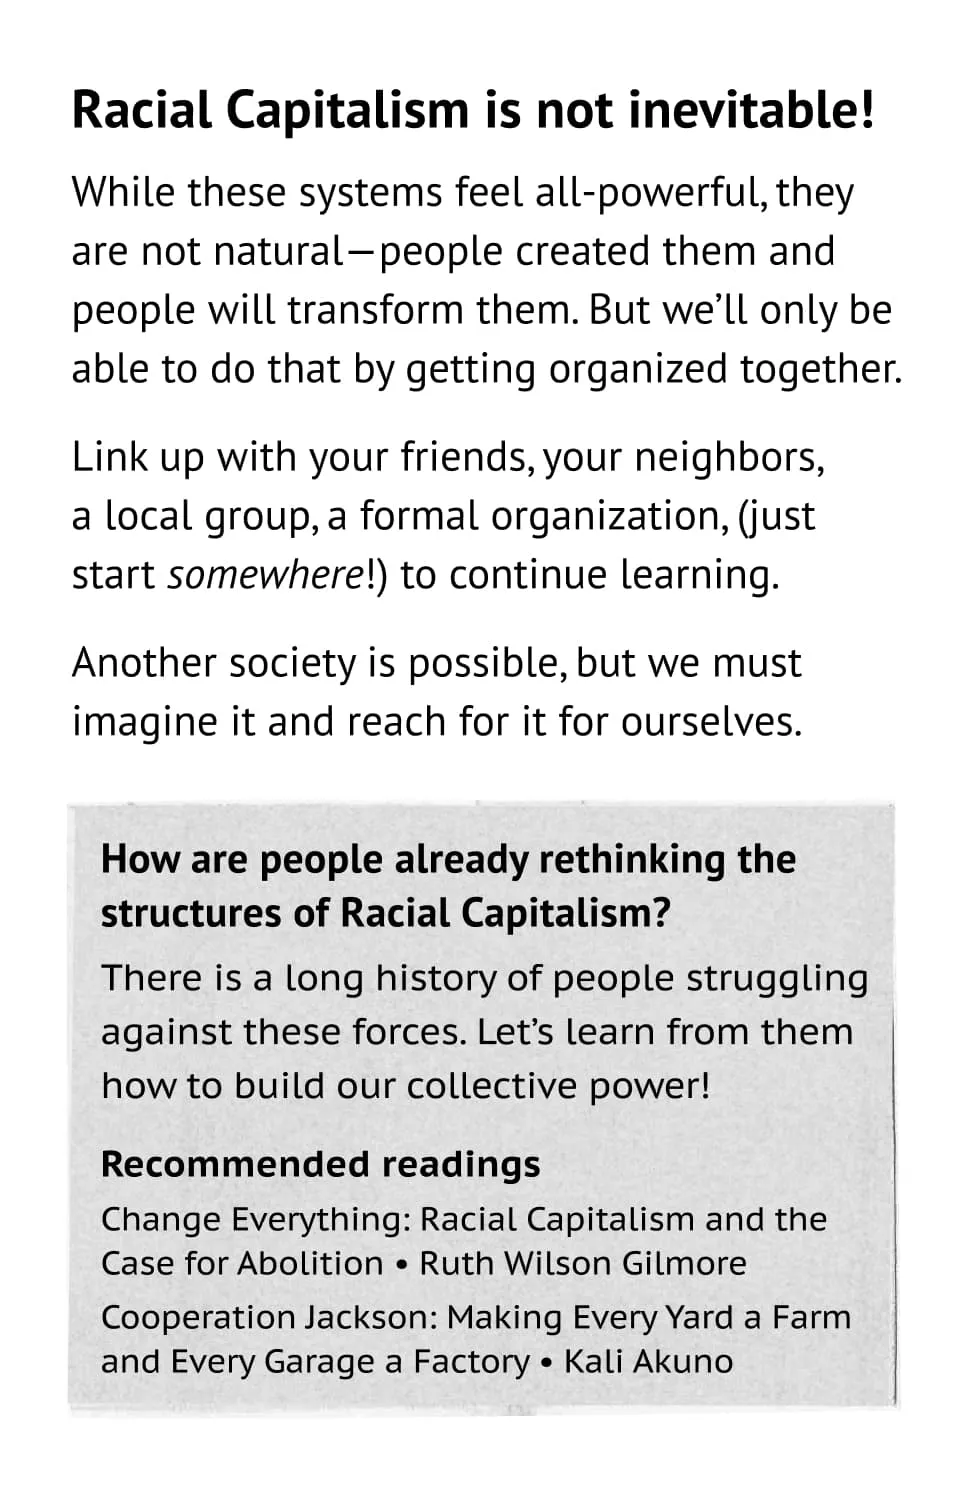 Racial Capitalism is not inevitable!
While these systems feel all-powerful, they
are not natural—people created them and
people will transform them. But we’ll only be
able to do that by getting organized together.
Link up with your friends, your neighbors,
a local group, a formal organization, (just
start somewhere!) to continue learning.
Another society is possible, but we must
imagine it and reach for it for ourselves.
How are people already rethinking the
structures of Racial Capitalism?
There is a long history of people struggling
against these forces. Let’s learn from them
how to build our collective power!
Recommended readings
Change Everything: Racial Capitalism and the
Case for Abolition • Ruth Wilson Gilmore
Cooperation Jackson: Making Every Yard a Farm
and Every Garage a Factory • Kali Akuno